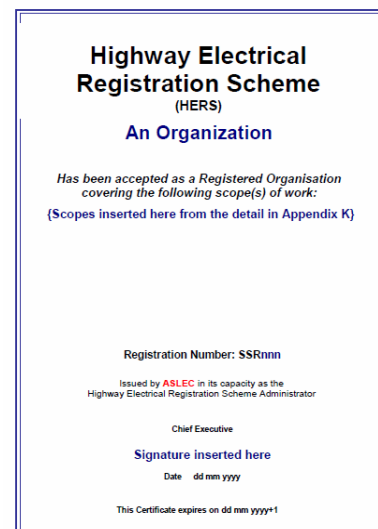 Highway Electrical
Registration Scheme
(HERS)
An Organization
Has been accepted as a Registered Organisation
covering the following scope(s) of work:
{Scopes inserted here from the detail in Appendix K}
Registration Number: SSRnnn
Issued by ASLEC in its capacity as the
Highway Electrical Registration Scheme Administrator
Chief Executive
Signature inserted here
Date dd mm yyyy
This Certificate expires on dd mm yyyy+1